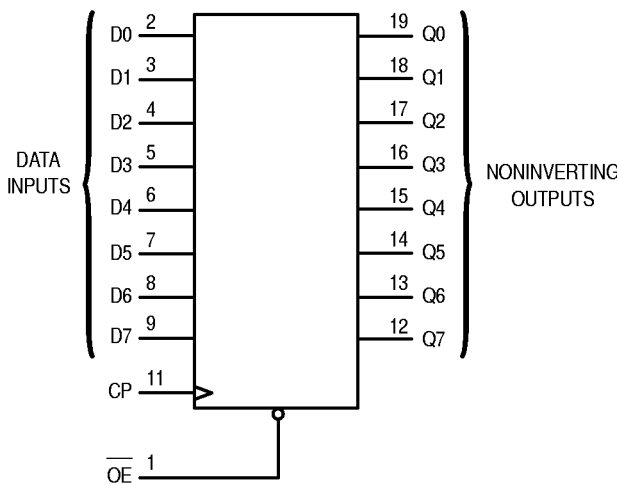 D0 2
D1 3
D2 4
D3 5
D4 6
D5 7
D6 8
D7 9
DATA
INPUTS
CP 11
OE 1
19 Q0
18 Q1
17 Q2
16 Q3
15 Q4
14 Q5
13 Q6
12 Q7
NONINVERTING
OUTPUTS